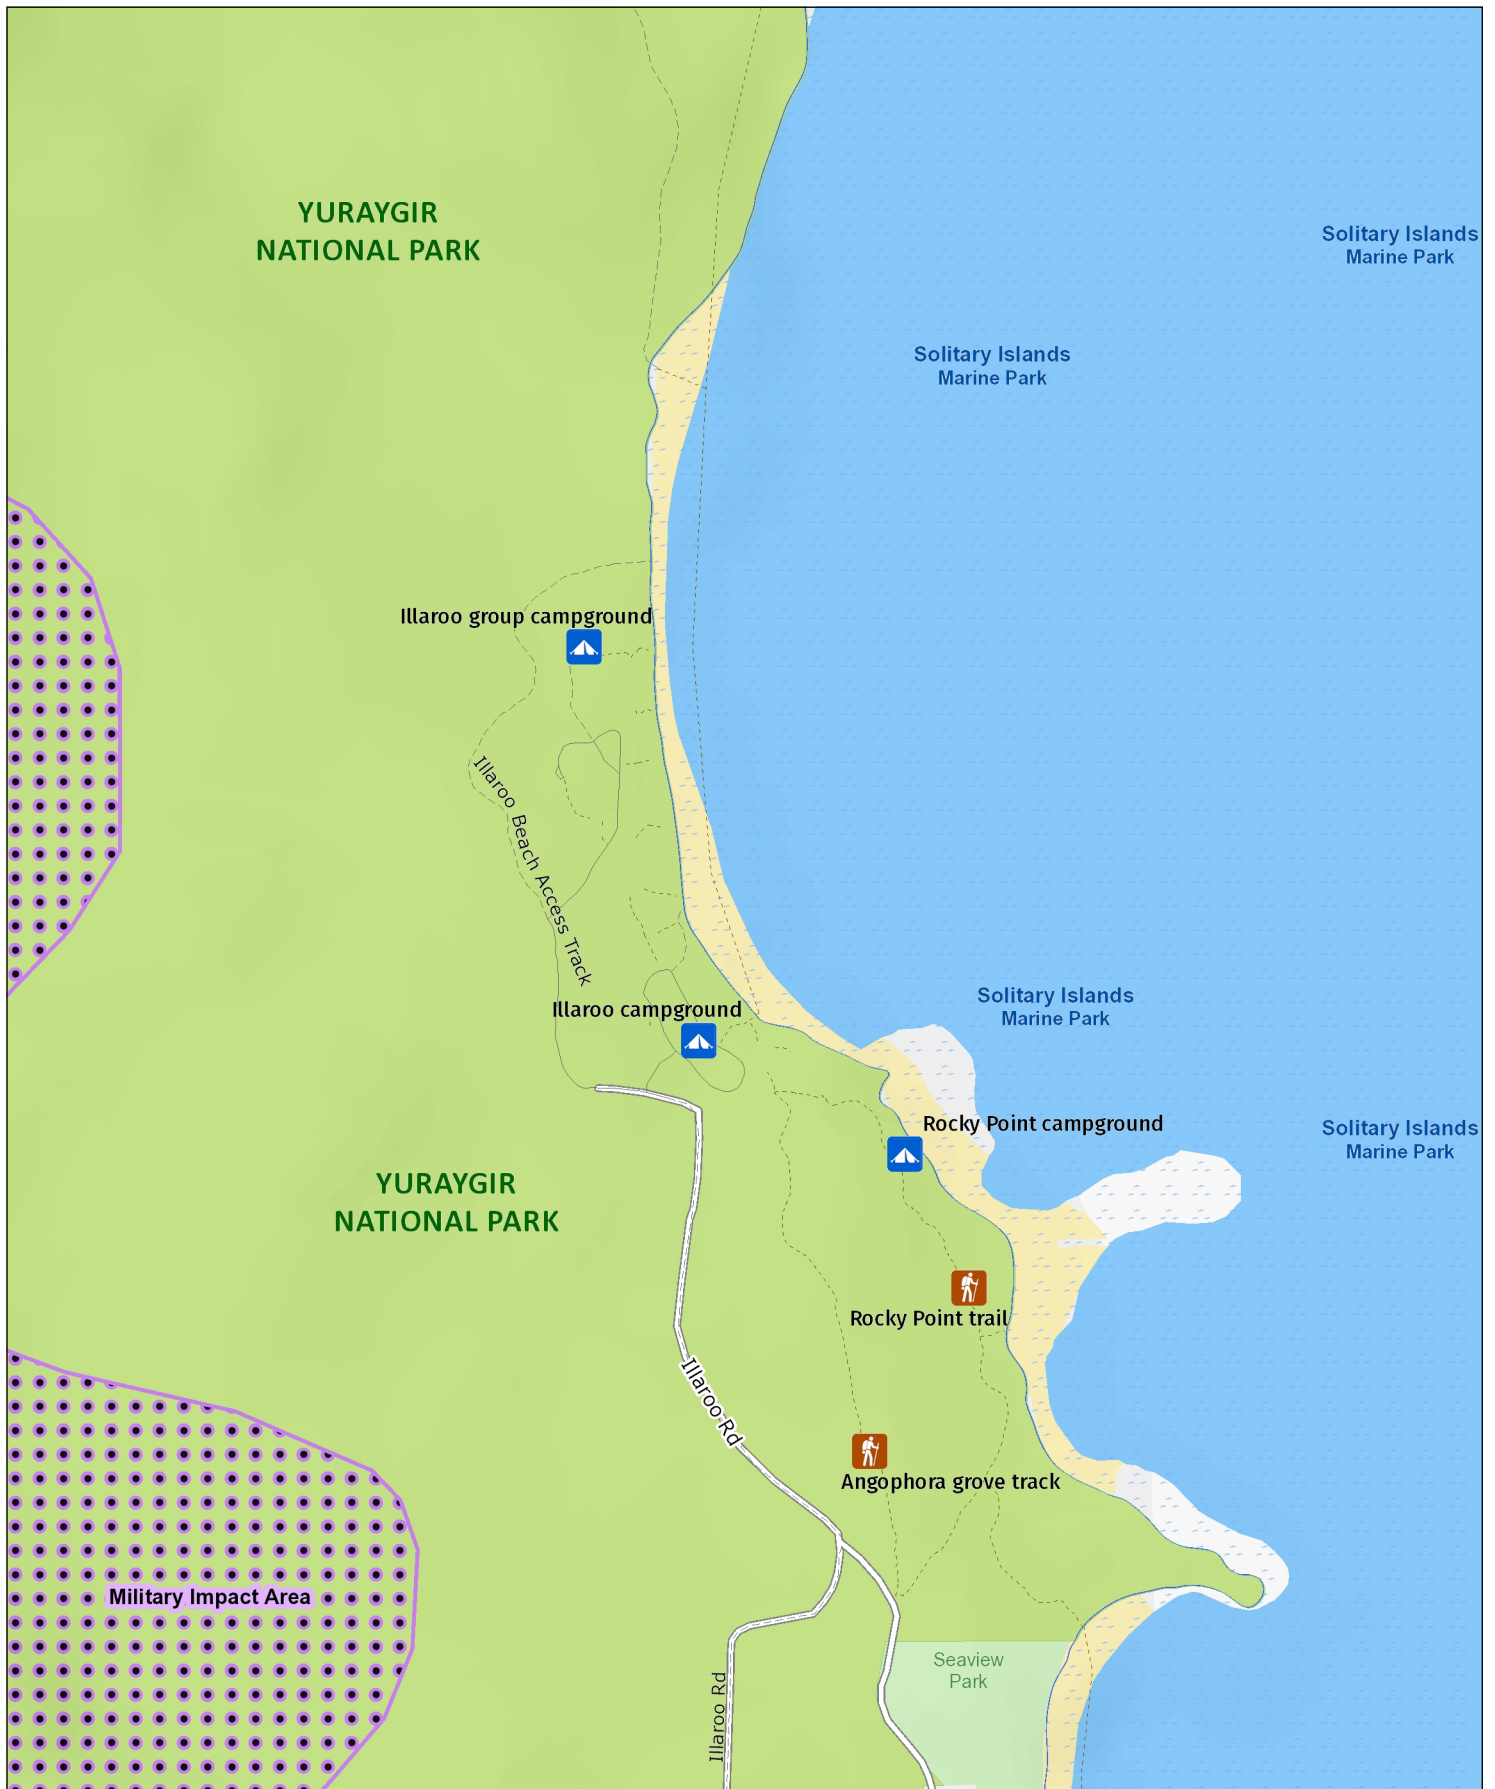 YURAYGIR
NATIONAL PARK
Solitary Islands
Marine Park
Solitary Islands
Marine Park
Illaroo group campground
Illaroo Beach Access Track
Solitary Islands
Marine Park
Illaroo campground
Rocky Point campground
Solitary Islands
Marine Park
YURAYGIR
NATIONAL PARK
Rocky Point trail
Illaroo Rd
Angophora grove track
Military Impact Area
Seaview
Park
Illaroo Rd